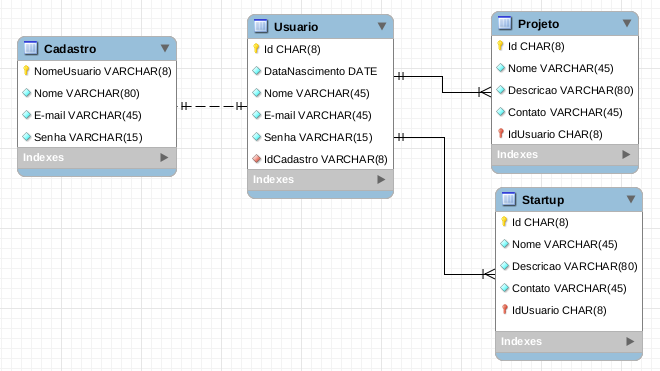 Cadastro
NomeUsuario VARCHAR(8)
Nome VARCHAR(80)
E-mail VARCHAR(45)
Senha VARCHAR(15)
Indexes
Usuario
Id CHAR(8)
DataNascimento DATE
Nome VARCHAR(45)
E-mail VARCHAR(45)
Senha VARCHAR(15)
IdCadastro VARCHAR(8)
Indexes
Projeto
Id CHAR(8)
Nome VARCHAR(45)
Descricao VARCHAR(80)
Contato VARCHAR(45)
IdUsuario CHAR(8)
Indexes
Startup
Id CHAR(8)
Nome VARCHAR(45)
Descricao VARCHAR(80)
Contato VARCHAR(45)
IdUsuario CHAR(8)
Indexes